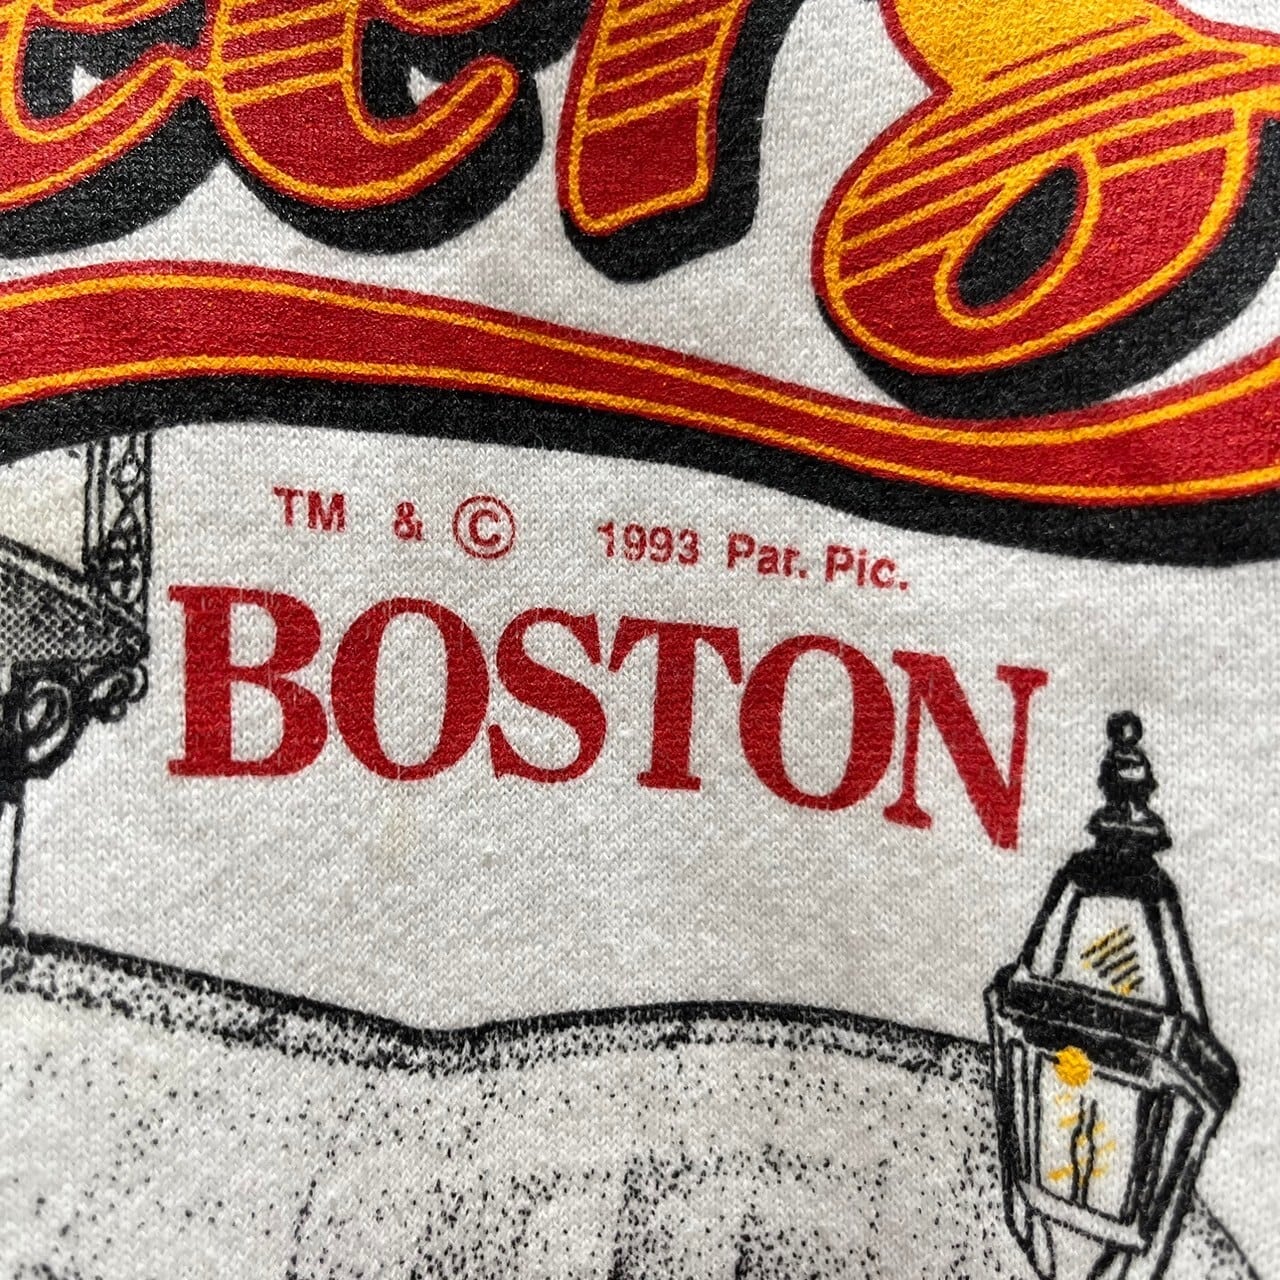 TM & © 1993 Par. Pic.
BOSTON